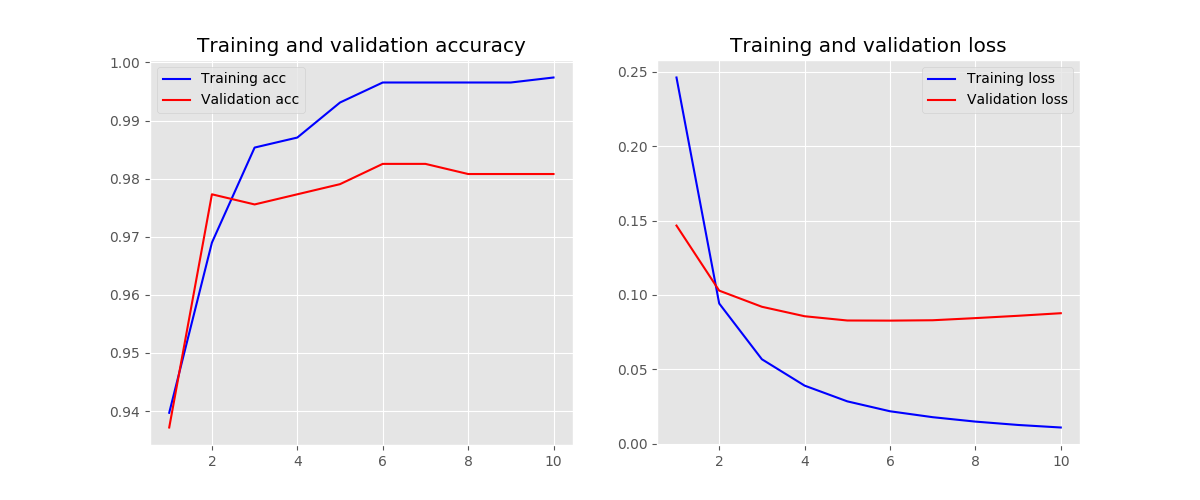 Training and validation accuracy
Training acc
Validation acc
1.00
0.99
0.98
0.97
0.96
0.95
0.94
2 4 6 8 10
Training and validation loss
Training loss
Validation loss
0.25
0.20
0.15
0.10
0.05
0.00
2 4 6 8 10